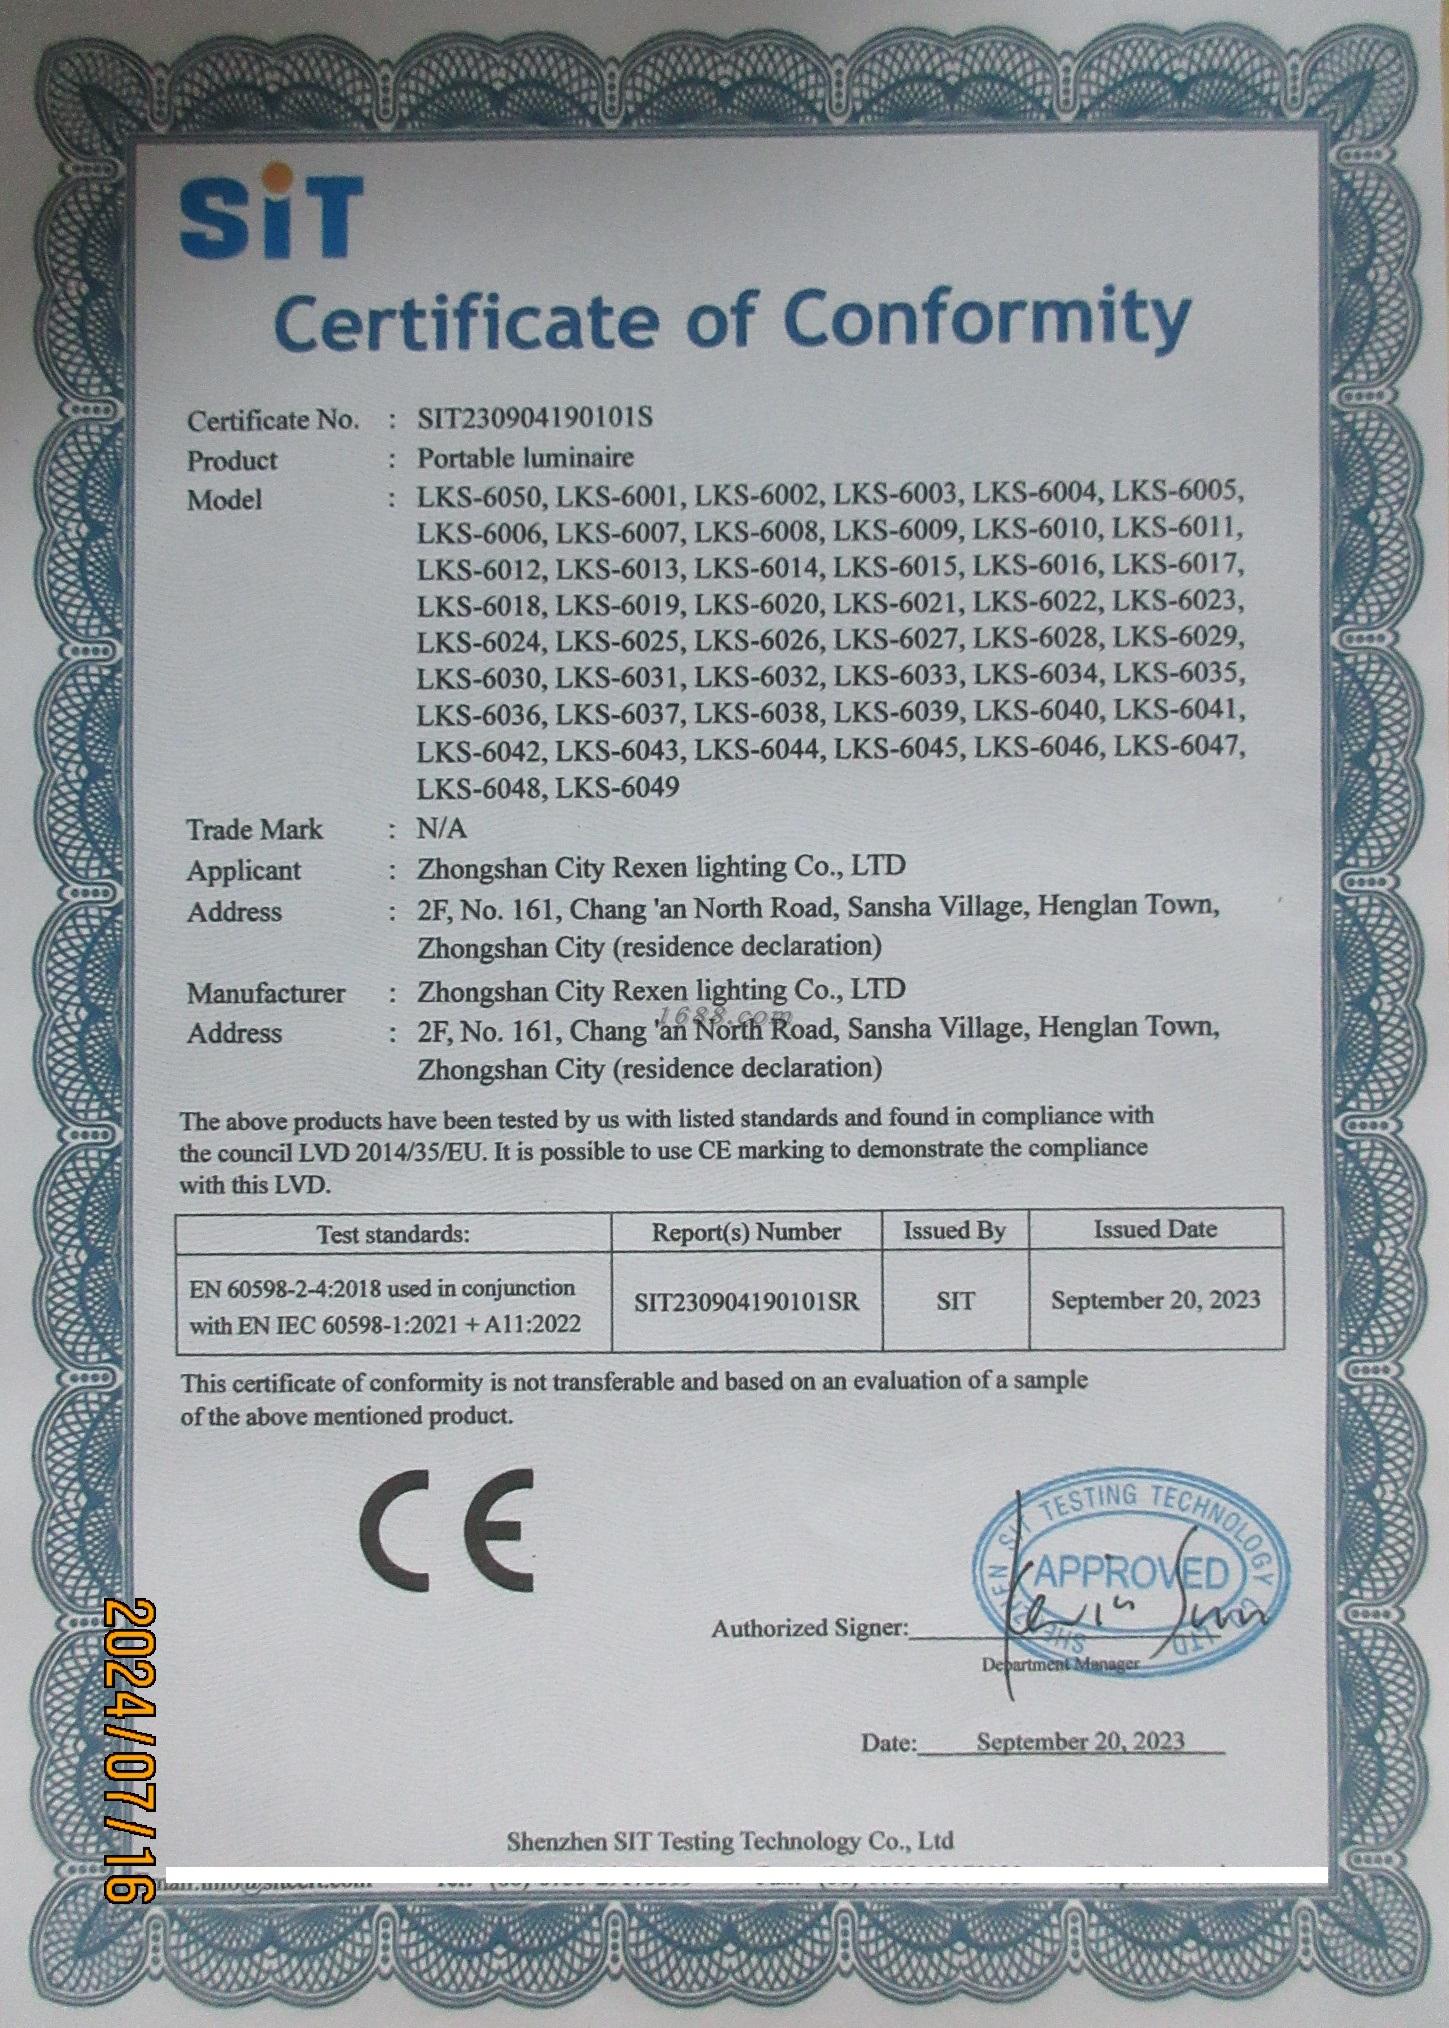 SiT
Certificate of Conformity
Certificate No. : SIT230904190101S
Product : Portable luminaire
Model : LKS-6050, LKS-6001, LKS-6002, LKS-6003, LKS-6004, LKS-6005,
LKS-6006, LKS-6007, LKS-6008, LKS-6009, LKS-6010, LKS-6011,
LKS-6012, LKS-6013, LKS-6014, LKS-6015, LKS-6016, LKS-6017,
LKS-6018, LKS-6019, LKS-6020, LKS-6021, LKS-6022, LKS-6023,
LKS-6024, LKS-6025, LKS-6026, LKS-6027, LKS-6028, LKS-6029,
LKS-6030, LKS-6031, LKS-6032, LKS-6033, LKS-6034, LKS-6035,
LKS-6036, LKS-6037, LKS-6038, LKS-6039, LKS-6040, LKS-6041,
LKS-6042, LKS-6043, LKS-6044, LKS-6045, LKS-6046, LKS-6047,
LKS-6048, LKS-6049
Trade Mark : N/A
Applicant : Zhongshan City Rexen lighting Co., LTD
Address : 2F, No. 161, Chang 'an North Road, Sansha Village, Henglan Town,
Zhongshan City (residence declaration)
Manufacturer : Zhongshan City Rexen lighting Co., LTD
1688.com
Address : 2F, No. 161, Chang 'an North Road, Sansha Village, Henglan Town,
Zhongshan City (residence declaration)
The above products have been tested by us with listed standards and found in compliance with
the council LVD 2014/35/EU. It is possible to use CE marking to demonstrate the compliance
with this LVD.
Test standards: Report(s) Number Issued By Issued Date
EN 60598-2-4:2018 used in conjunction
with EN IEC 60598-1:2021 + A11:2022
SIT230904190101SR SIT September 20, 2023
This certificate of conformity is not transferable and based on an evaluation of a sample
of the above mentioned product.
CE
SHENZHEN SIT TESTING TECHNOLOGY CO., LTD
APPROVED
Kevin Sun
Authorized Signer:
Department Manager
Date: September 20, 2023
2024/07/16
Shenzhen SIT Testing Technology Co., Ltd